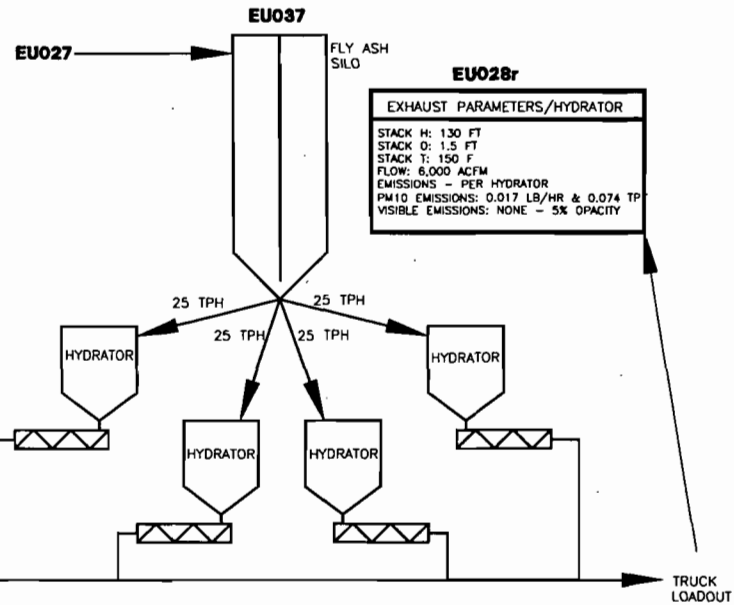 EU037
EU027
FLY ASH
SILO
EU028r
EXHAUST PARAMETERS/HYDRATOR
STACK H: 130 FT
STACK D: 1.5 FT
STACK T: 150 F
FLOW: 6,000 ACFM
EMISSIONS - PER HYDRATOR
PM10 EMISSIONS: 0.017 LB/HR & 0.074 TP
VISIBLE EMISSIONS: NONE - 5% OPACITY
25 TPH
25 TPH
25 TPH
25 TPH
HYDRATOR
HYDRATOR
HYDRATOR
HYDRATOR
TRUCK
LOADOUT